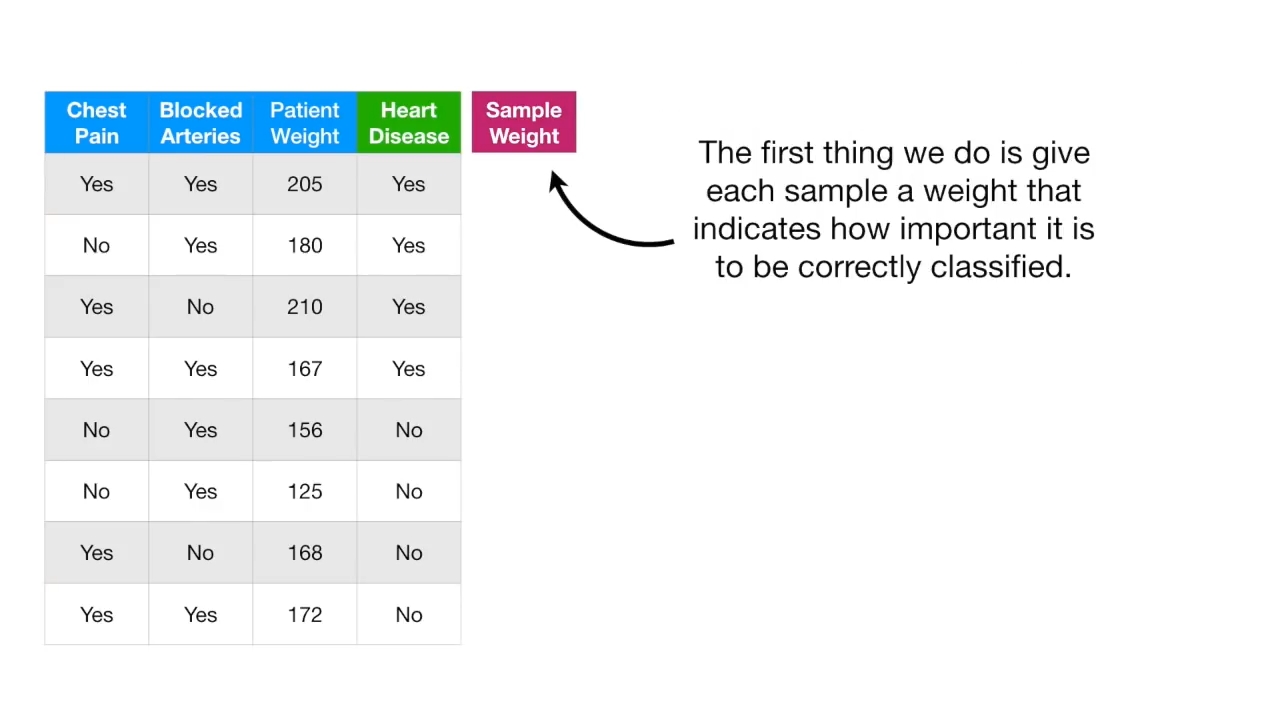 Chest Pain Blocked Arteries Patient Weight Heart Disease Sample Weight
Yes Yes 205 Yes
No Yes 180 Yes
Yes No 210 Yes
Yes Yes 167 Yes
No Yes 156 No
No Yes 125 No
Yes No 168 No
Yes Yes 172 No
The first thing we do is give
each sample a weight that
indicates how important it is
to be correctly classified.